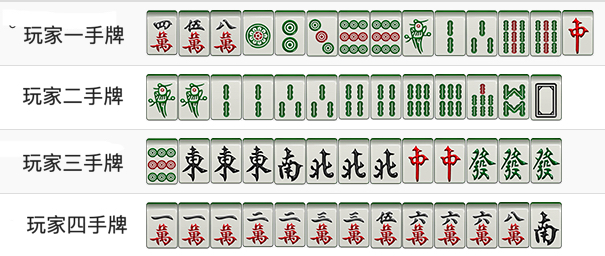 玩家一手牌 四萬 伍萬 八萬 中
玩家二手牌
玩家三手牌 東 東 東 南 北 北 北 中 中 發 發 發
玩家四手牌 一萬 一萬 一萬 二萬 二萬 三萬 三萬 伍萬 六萬 六萬 六萬 八萬 南